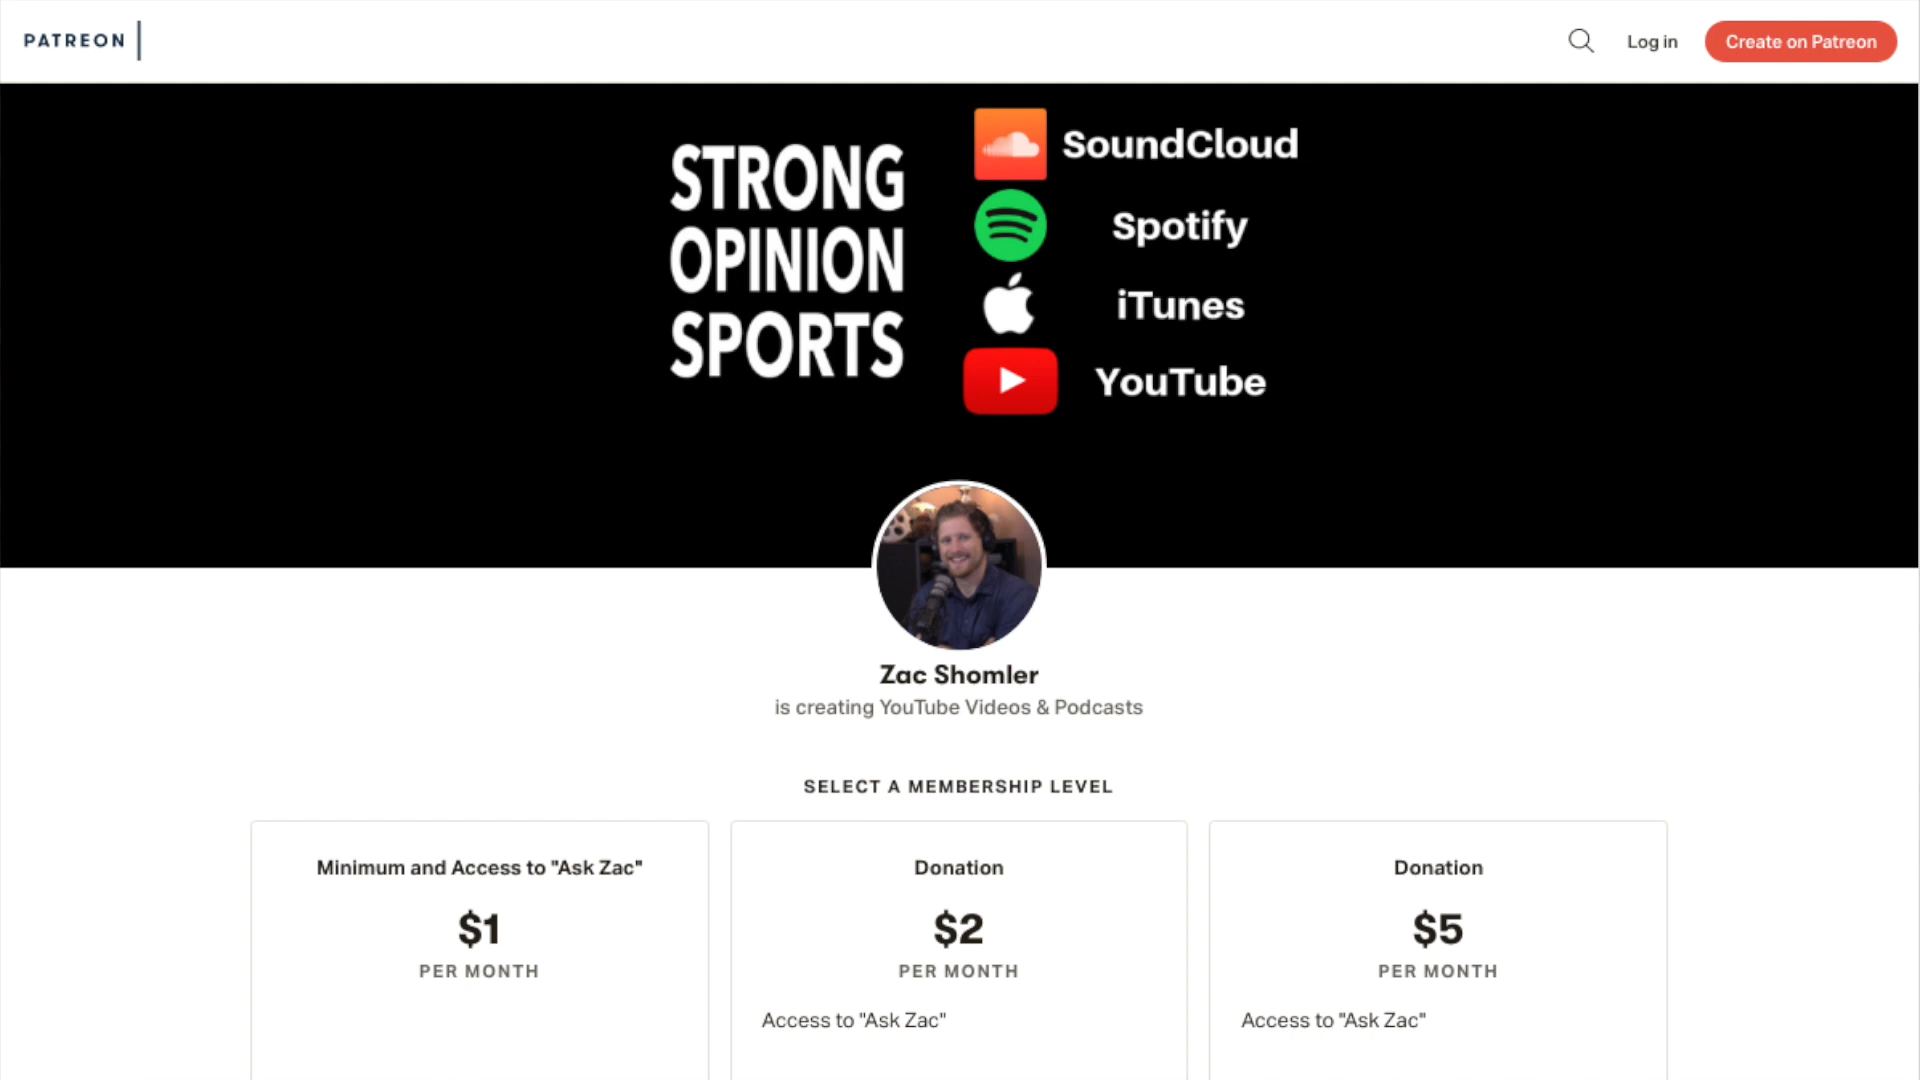 PATREON
Log in
Create on Patreon
STRONG
OPINION
SPORTS
SoundCloud
Spotify
iTunes
YouTube
Zac Shomler
is creating YouTube Videos & Podcasts
SELECT A MEMBERSHIP LEVEL
Minimum and Access to "Ask Zac"
$1
PER MONTH
Donation
$2
PER MONTH
Access to "Ask Zac"
Donation
$5
PER MONTH
Access to "Ask Zac"